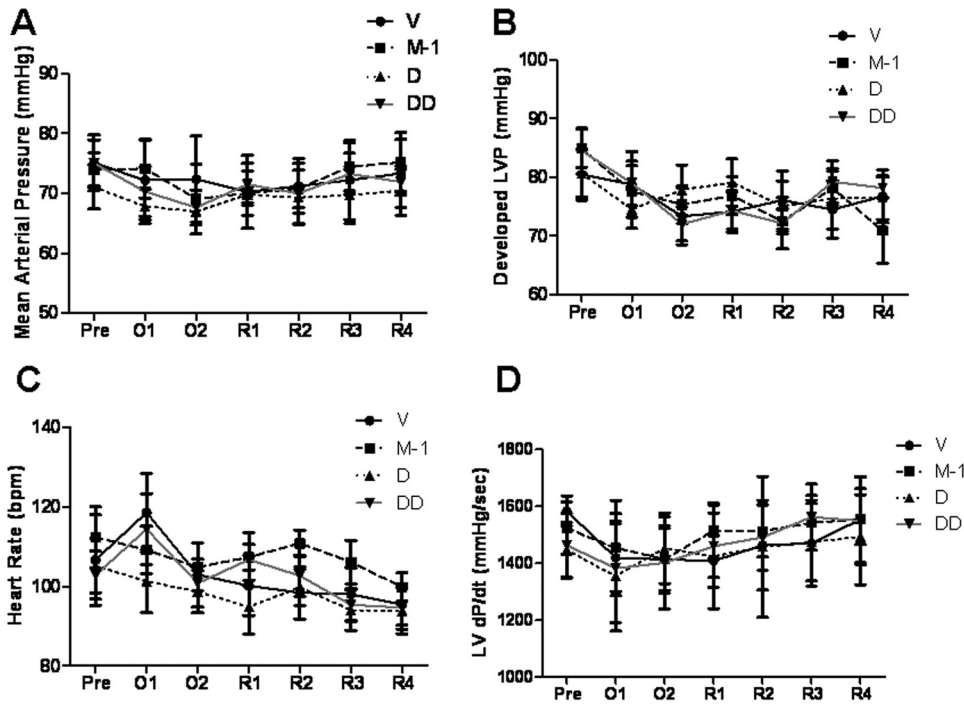 A
V
M-1
D
DD
Mean Arterial Pressure (mmHg)
90
80
70
60
50
Pre O1 O2 R1 R2 R3 R4
B
V
M-1
D
DD
Developed LVP (mmHg)
100
90
80
70
60
Pre O1 O2 R1 R2 R3 R4
C
V
M-1
D
DD
Heart Rate (bpm)
140
120
100
80
Pre O1 O2 R1 R2 R3 R4
D
V
M-1
D
DD
LV dP/dt (mmHg/sec)
1800
1600
1400
1200
1000
Pre O1 O2 R1 R2 R3 R4